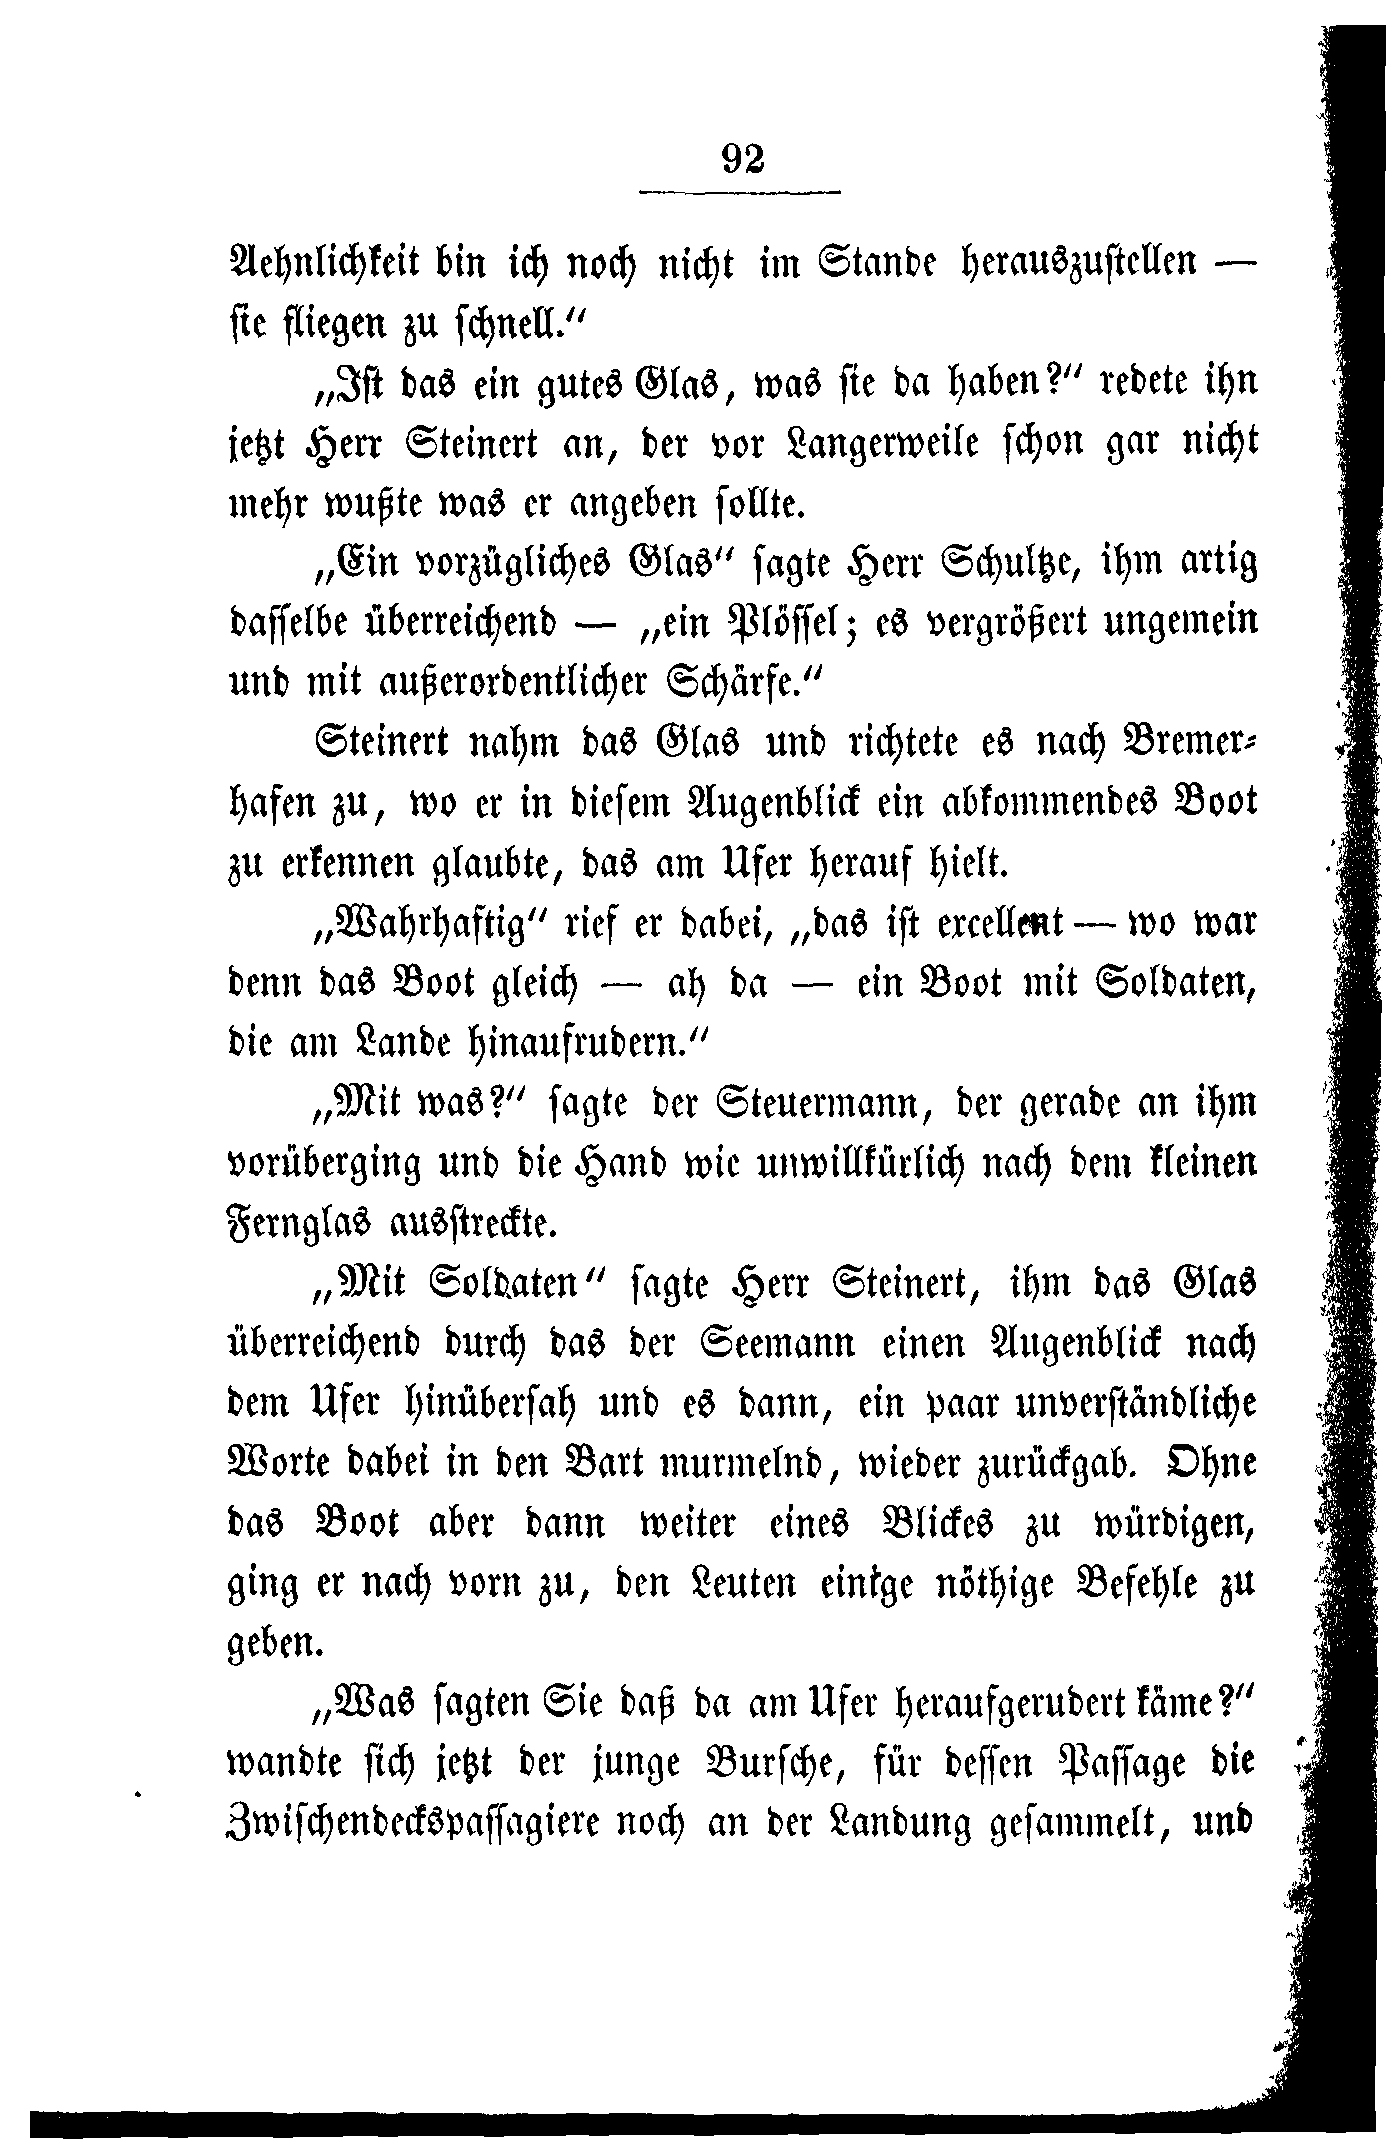 92
Aehnlichkeit bin ich noch nicht im Stande herauszustellen —
sie fliegen zu schnell.“
„Ist das ein gutes Glas, was sie da haben?“ redete ihn
jetzt Herr Steinert an, der vor Langerweile schon gar nicht
mehr wußte was er angeben sollte.
„Ein vorzügliches Glas“ sagte Herr Schultze, ihm artig
dasselbe überreichend — „ein Plössel; es vergrößert ungemein
und mit außerordentlicher Schärfe.“
Steinert nahm das Glas und richtete es nach Bremer-
hafen zu, wo er in diesem Augenblick ein abkommendes Boot
zu erkennen glaubte, das am Ufer herauf hielt.
„Wahrhaftig“ rief er dabei, „das ist excellent — wo war
denn das Boot gleich — ah da — ein Boot mit Soldaten,
die am Lande hinaufrudern.“
„Mit was?“ sagte der Steuermann, der gerade an ihm
vorüberging und die Hand wie unwillkürlich nach dem kleinen
Fernglas ausstreckte.
„Mit Soldaten“ sagte Herr Steinert, ihm das Glas
überreichend durch das der Seemann einen Augenblick nach
dem Ufer hinübersah und es dann, ein paar unverständliche
Worte dabei in den Bart murmelnd, wieder zurückgab. Ohne
das Boot aber dann weiter eines Blickes zu würdigen,
ging er nach vorn zu, den Leuten einige nöthige Befehle zu
geben.
„Was sagten Sie daß da am Ufer heraufgerudert käme?“
wandte sich jetzt der junge Bursche, für dessen Passage die
Zwischendeckspassagiere noch an der Landung gesammelt, und